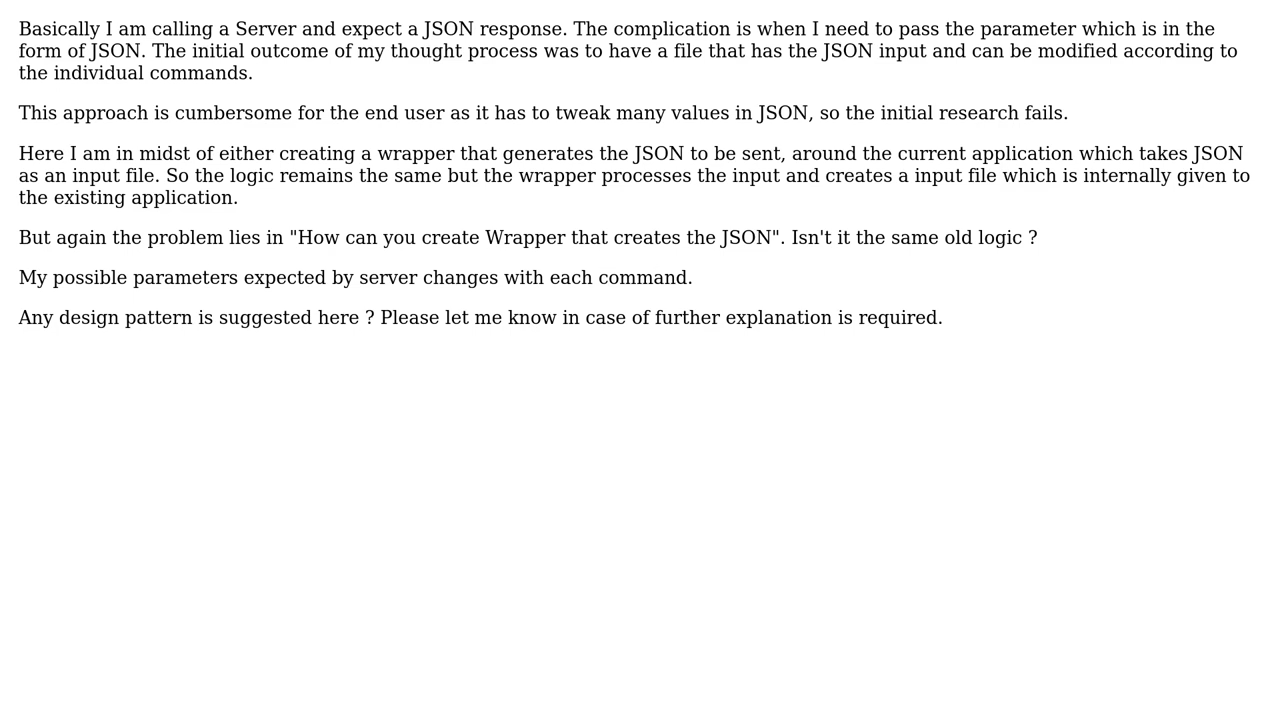 Basically I am calling a Server and expect a JSON response. The complication is when I need to pass the parameter which is in the
form of JSON. The initial outcome of my thought process was to have a file that has the JSON input and can be modified according to
the individual commands.
This approach is cumbersome for the end user as it has to tweak many values in JSON, so the initial research fails.
Here I am in midst of either creating a wrapper that generates the JSON to be sent, around the current application which takes JSON
as an input file. So the logic remains the same but the wrapper processes the input and creates a input file which is internally given to
the existing application.
But again the problem lies in "How can you create Wrapper that creates the JSON". Isn't it the same old logic ?
My possible parameters expected by server changes with each command.
Any design pattern is suggested here ? Please let me know in case of further explanation is required.